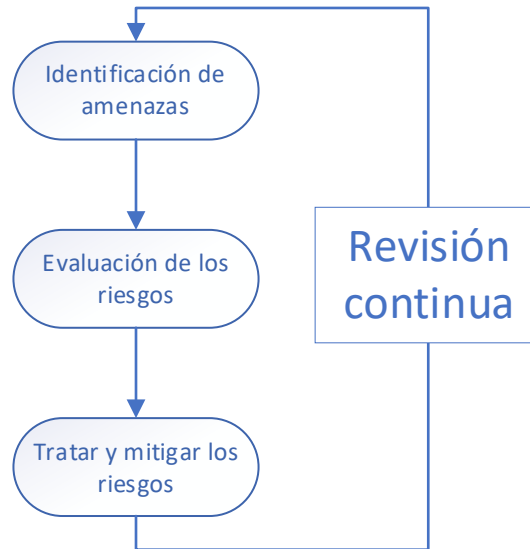 Identificación de
amenazas
Evaluación de los
riesgos
Revisión
continua
Tratar y mitigar los
riesgos